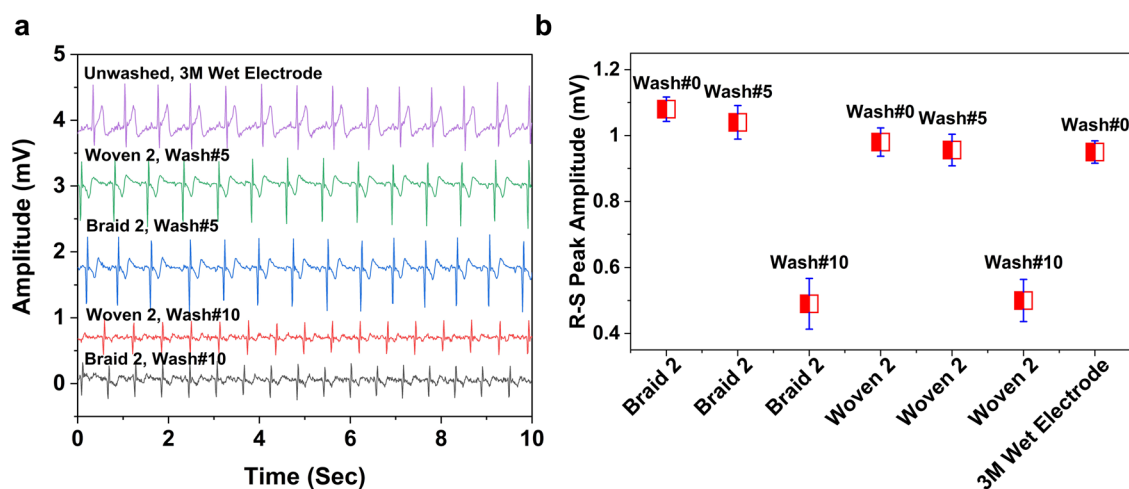 a
Amplitude (mV)
5
4
3
2
1
0
Unwashed, 3M Wet Electrode
Woven 2, Wash#5
Braid 2, Wash#5
Woven 2, Wash#10
Braid 2, Wash#10
0
2
4
6
8
10
Time (Sec)
b
R-S Peak Amplitude (mV)
1.2
1
0.8
0.6
0.4
Wash#0
Wash#5
Wash#10
Wash#0
Wash#5
Wash#10
Wash#0
Braid 2
Braid 2
Braid 2
Woven 2
Woven 2
Woven 2
3M Wet Electrode